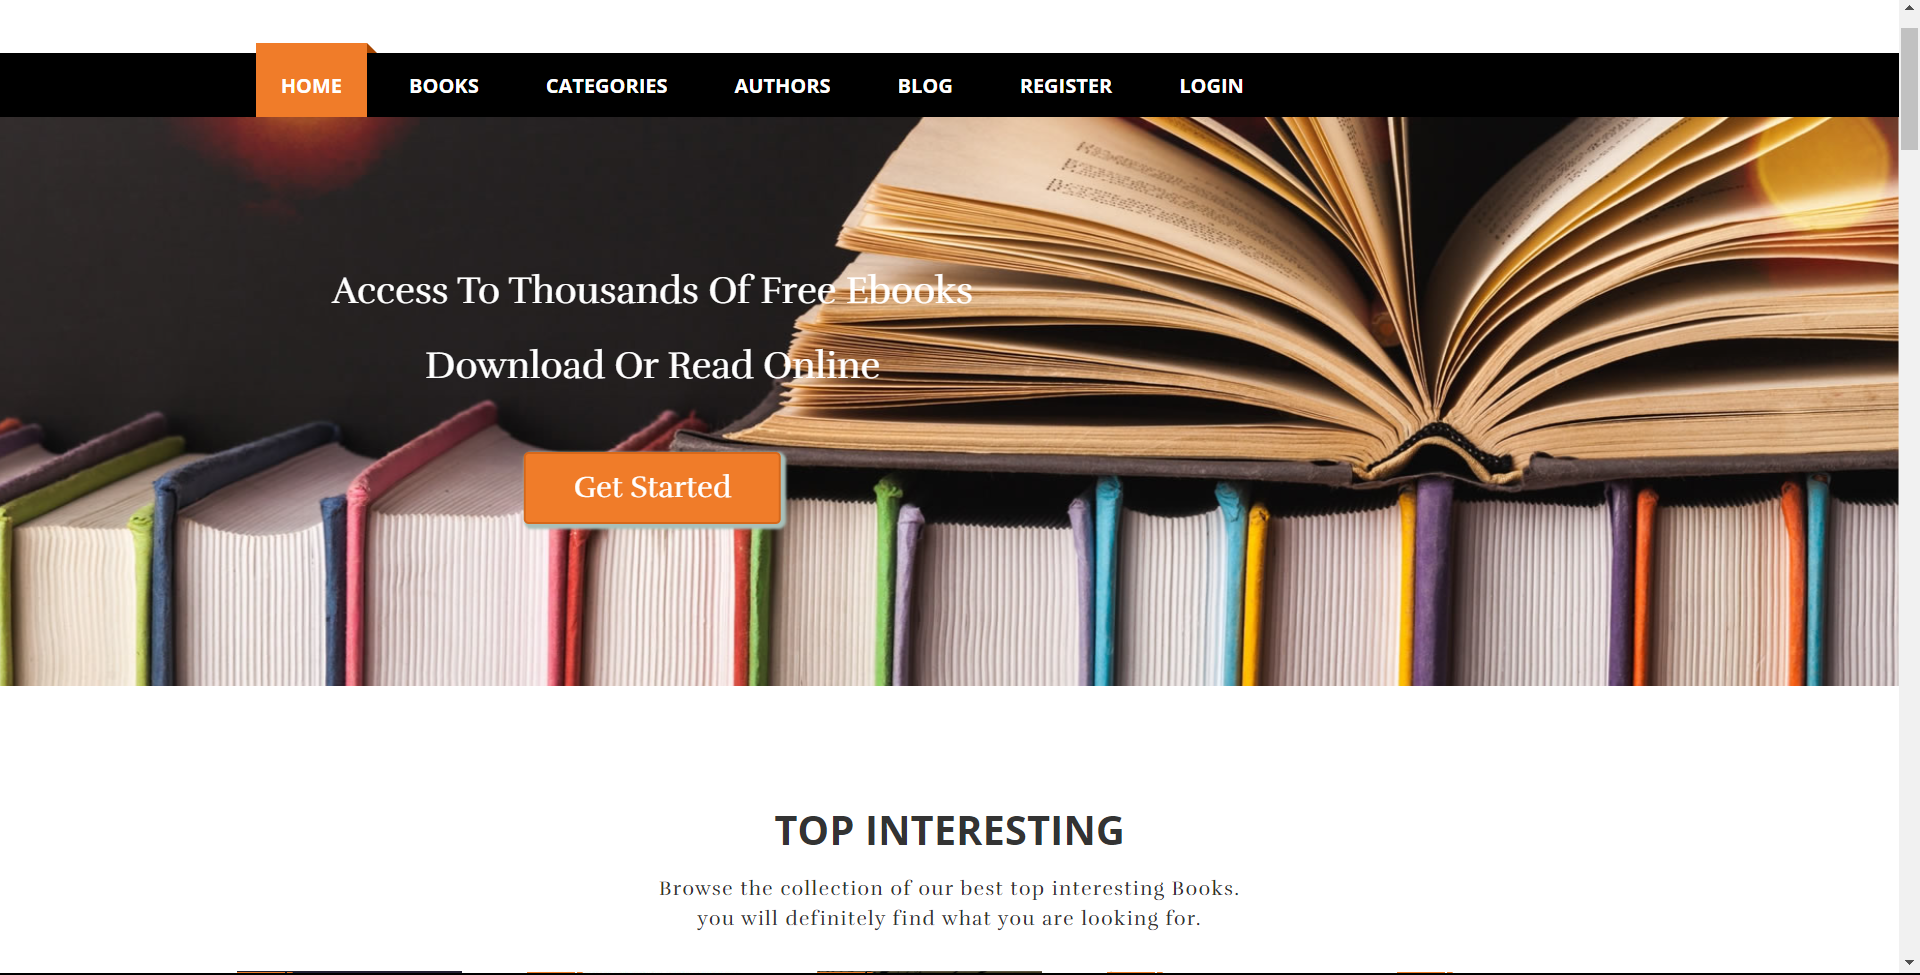 HOME BOOKS CATEGORIES AUTHORS BLOG REGISTER LOGIN
Access To Thousands Of Free Ebooks
Download Or Read Online
Get Started
TOP INTERESTING
Browse the collection of our best top interesting Books.
you will definitely find what you are looking for.